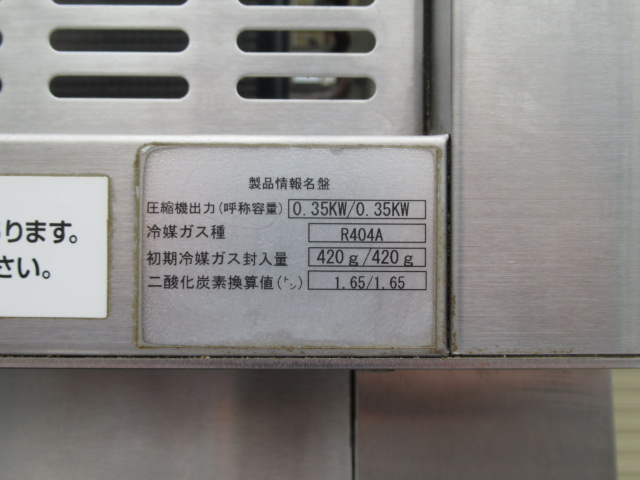 製品情報名盤
圧縮機出力(呼称容量) 0.35KW/0.35KW
冷媒ガス種 R404A
初期冷媒ガス封入量 420g/420g
二酸化炭素換算値(㌧) 1.65/1.65
ります。
さい。